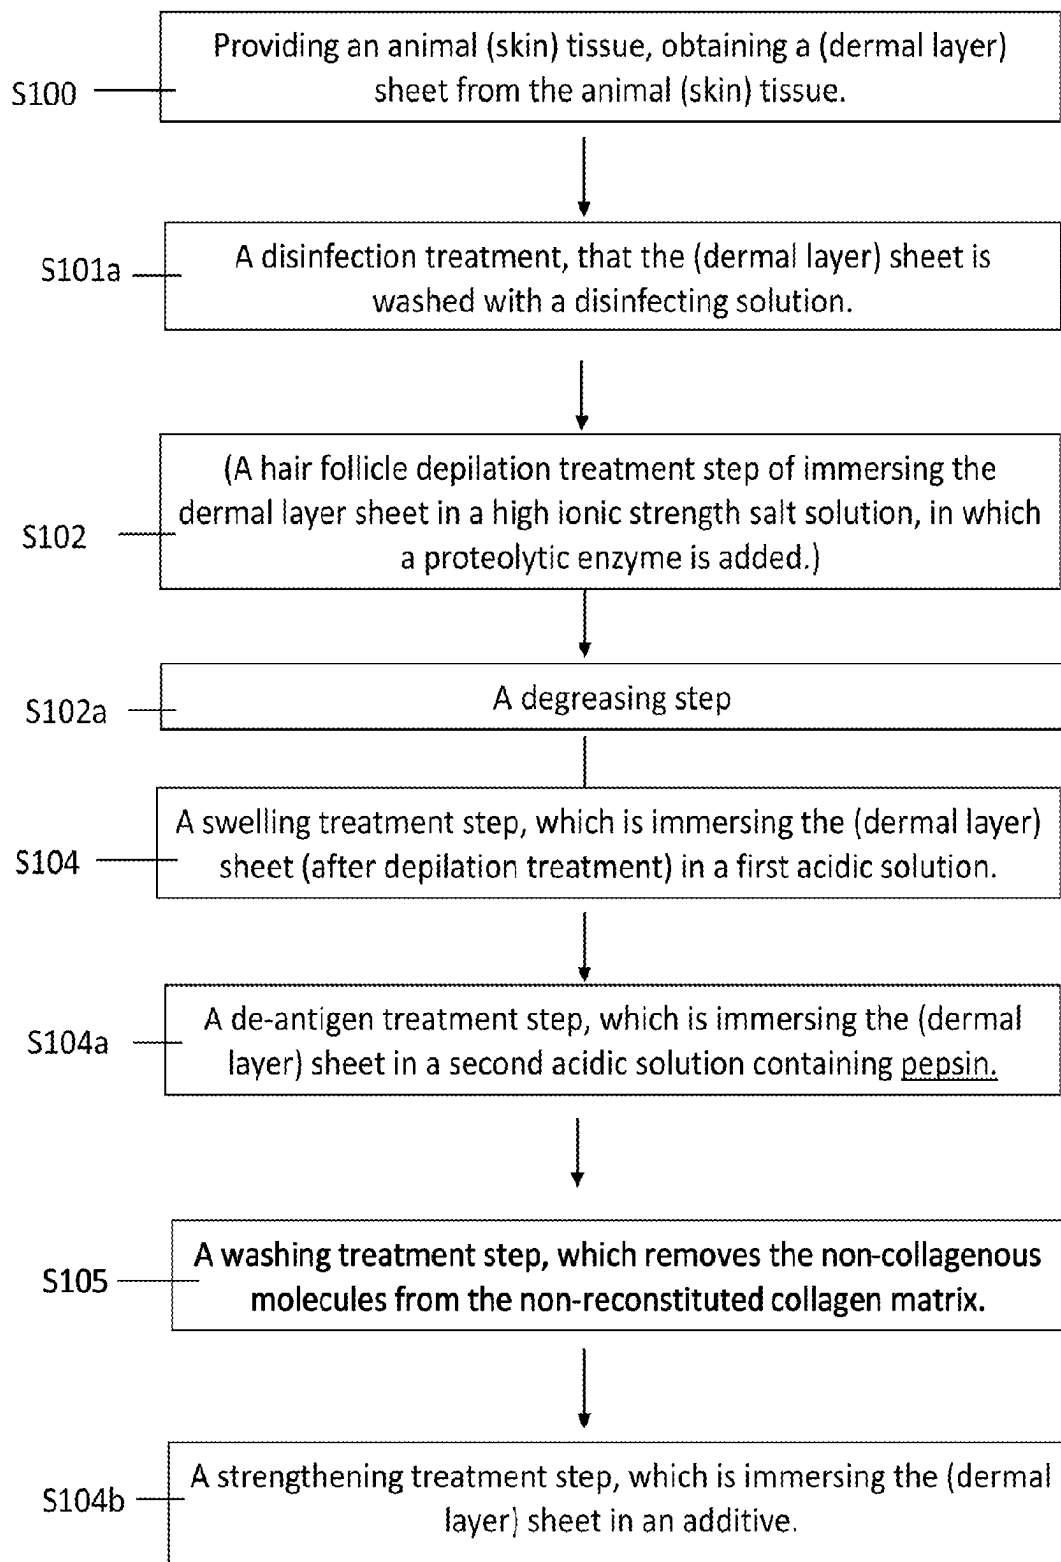 Providing an animal (skin) tissue, obtaining a (dermal layer)
sheet from the animal (skin) tissue.
S100
A disinfection treatment, that the (dermal layer) sheet is
washed with a disinfecting solution.
S101a
(A hair follicle depilation treatment step of immersing the
dermal layer sheet in a high ionic strength salt solution, in which
a proteolytic enzyme is added.)
S102
A degreasing step
S102a
A swelling treatment step, which is immersing the (dermal layer)
sheet (after depilation treatment) in a first acidic solution.
S104
A de-antigen treatment step, which is immersing the (dermal
layer) sheet in a second acidic solution containing pepsin.
S104a
A washing treatment step, which removes the non-collagenous
molecules from the non-reconstituted collagen matrix.
S105
A strengthening treatment step, which is immersing the (dermal
layer) sheet in an additive.
S104b